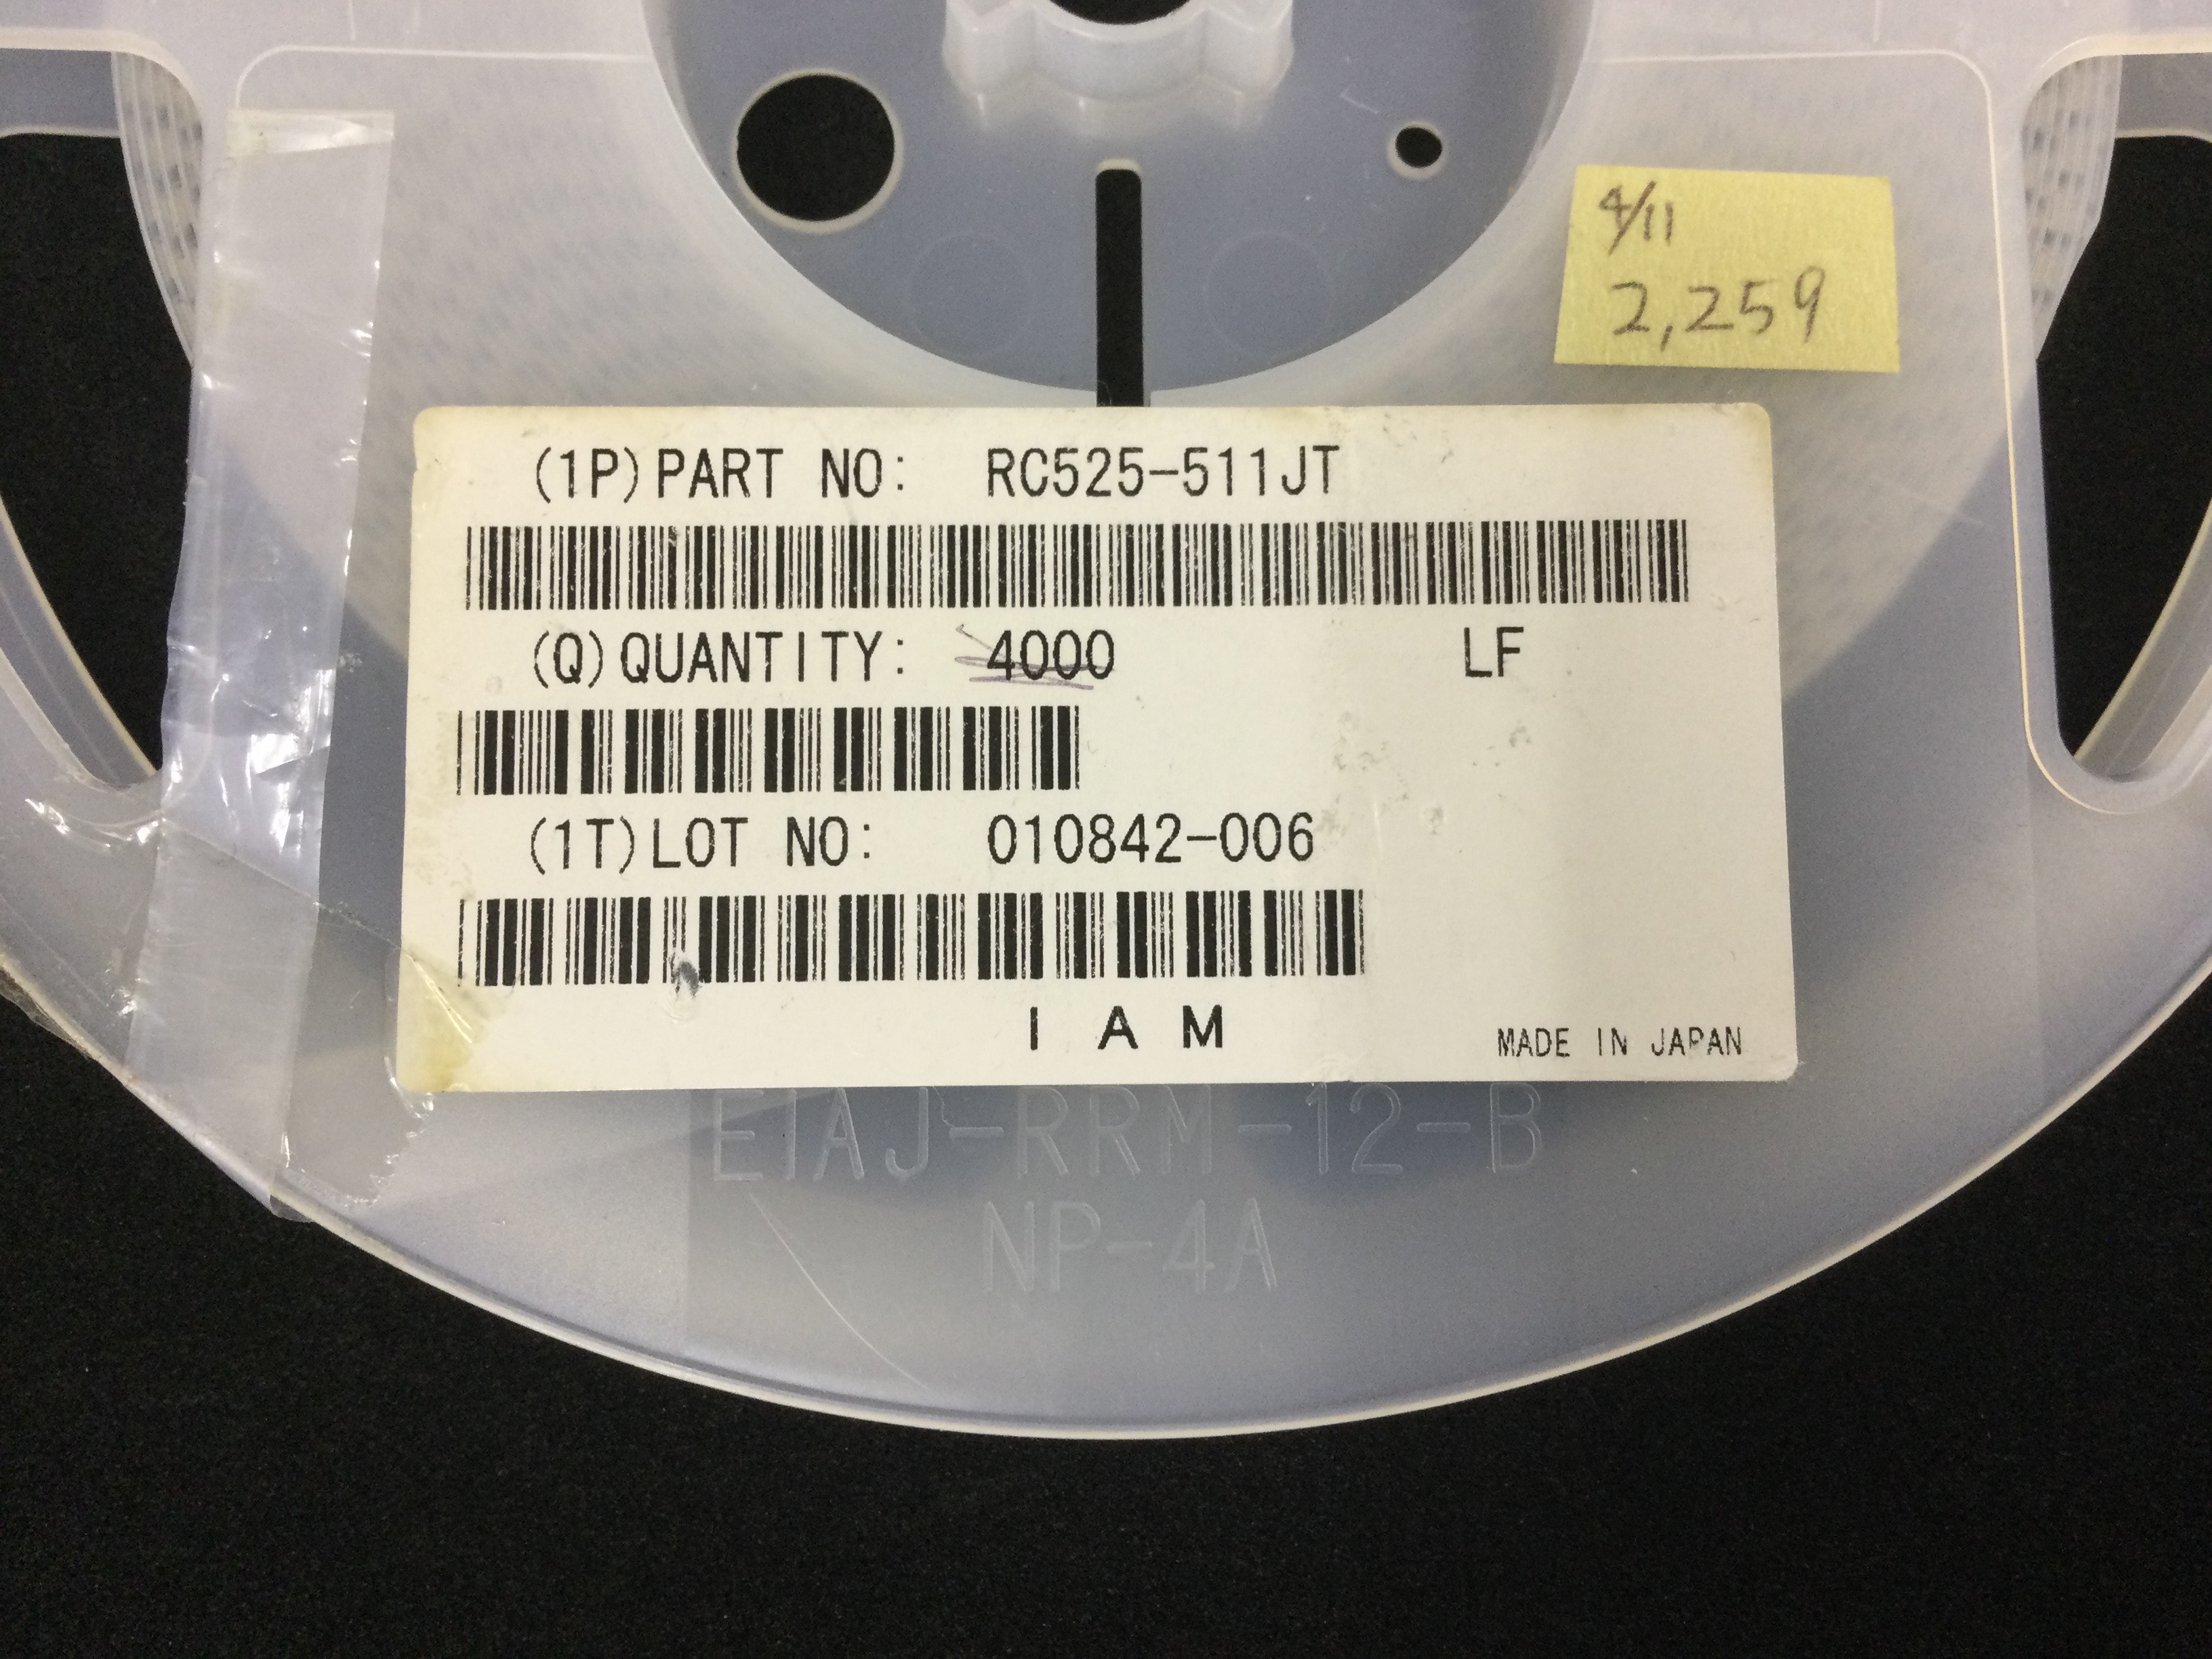 4/11
2,259
(1P)PART NO: RC525-511JT
(Q)QUANTITY: 4000 LF
(1T)LOT NO: 010842-006
I A M
MADE IN JAPAN
EIAJ-RRM-12-B
NP-4A